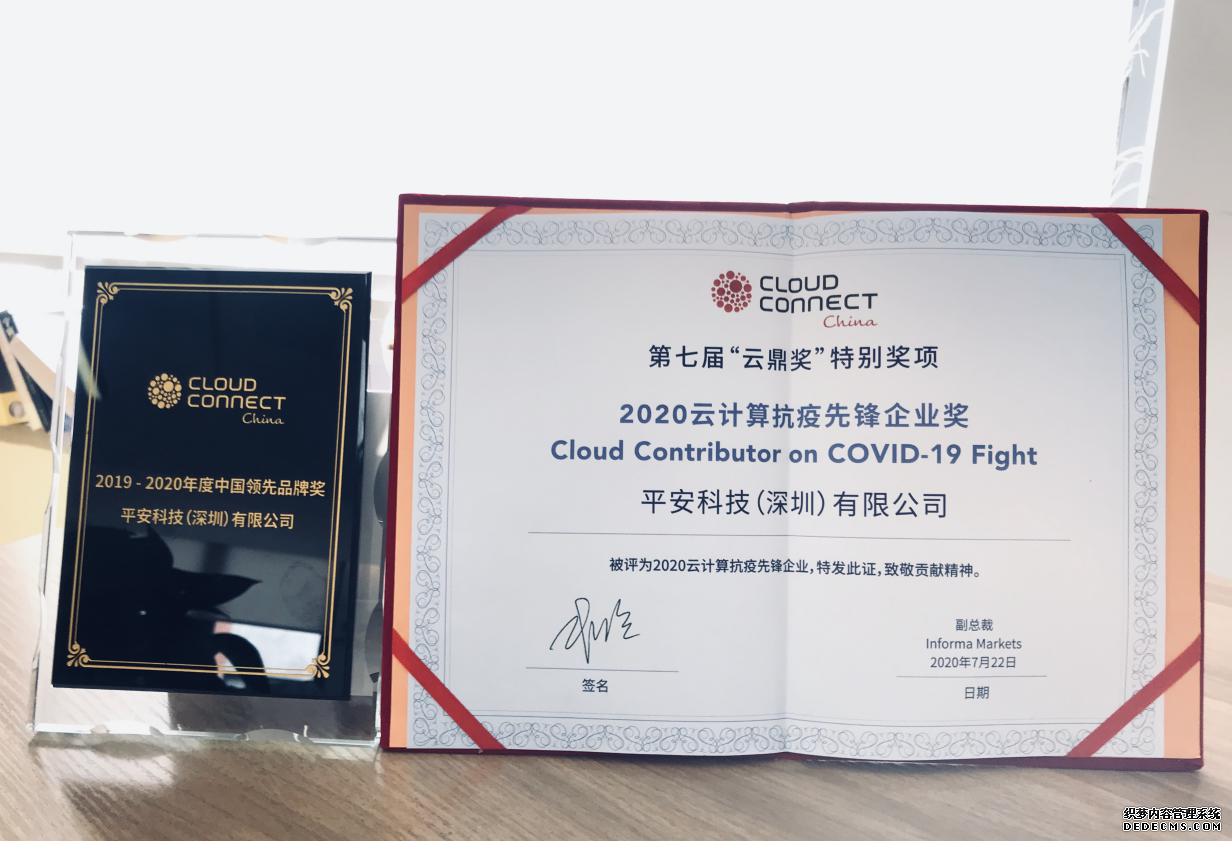 CLOUD
CONNECT
China
2019 - 2020年度中国领先品牌奖
平安科技(深圳)有限公司
CLOUD
CONNECT
China
第七届“云鼎奖”特别奖项
2020云计算抗疫先锋企业奖
Cloud Contributor on COVID-19 Fight
平安科技(深圳)有限公司
被评为2020云计算抗疫先锋企业,特发此证,致敬贡献精神。
签名
副总裁
Informa Markets
2020年7月22日
日期
织梦内容管理系统
DEDECMS.COM